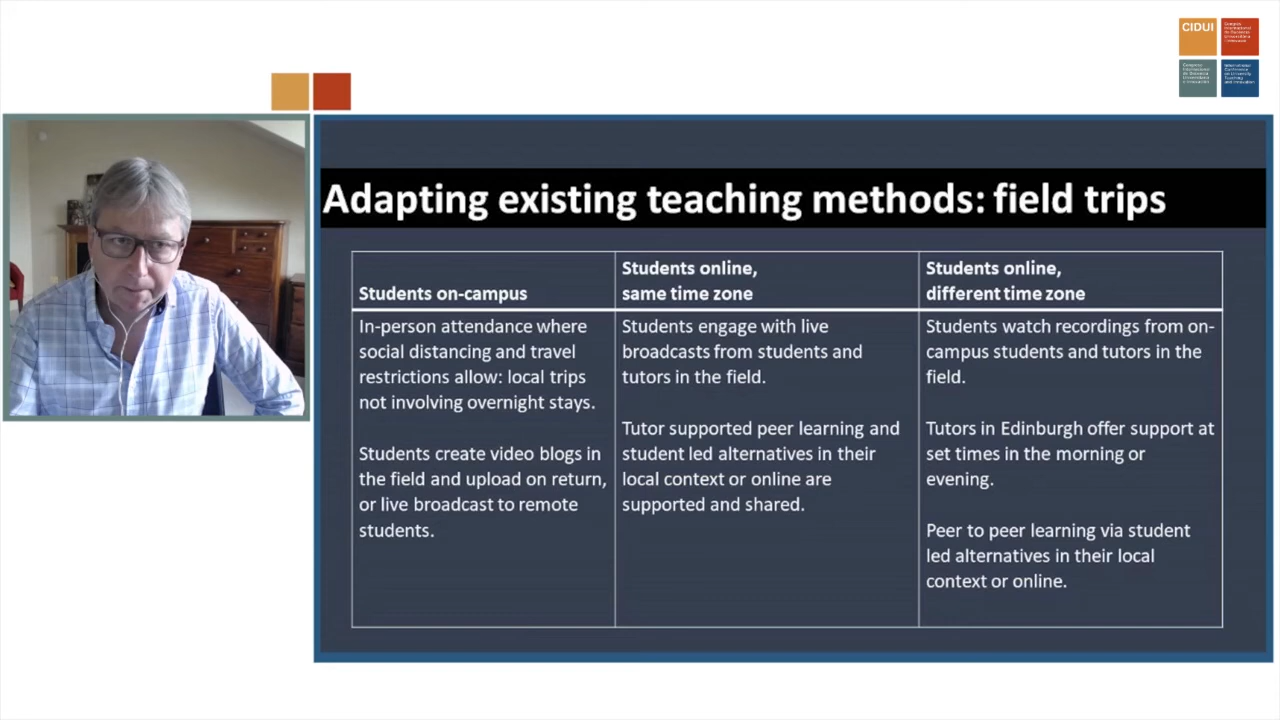 CIDUI
Adapting existing teaching methods: field trips
Students on-campus
Students online,
same time zone
Students online,
different time zone
In-person attendance where
social distancing and travel
restrictions allow: local trips
not involving overnight stays.
Students create video blogs in
the field and upload on return,
or live broadcast to remote
students.
Students engage with live
broadcasts from students and
tutors in the field.
Tutor supported peer learning and
student led alternatives in their
local context or online are
supported and shared.
Students watch recordings from on-
campus students and tutors in the
field.
Tutors in Edinburgh offer support at
set times in the morning or
evening.
Peer to peer learning via student
led alternatives in their local
context or online.